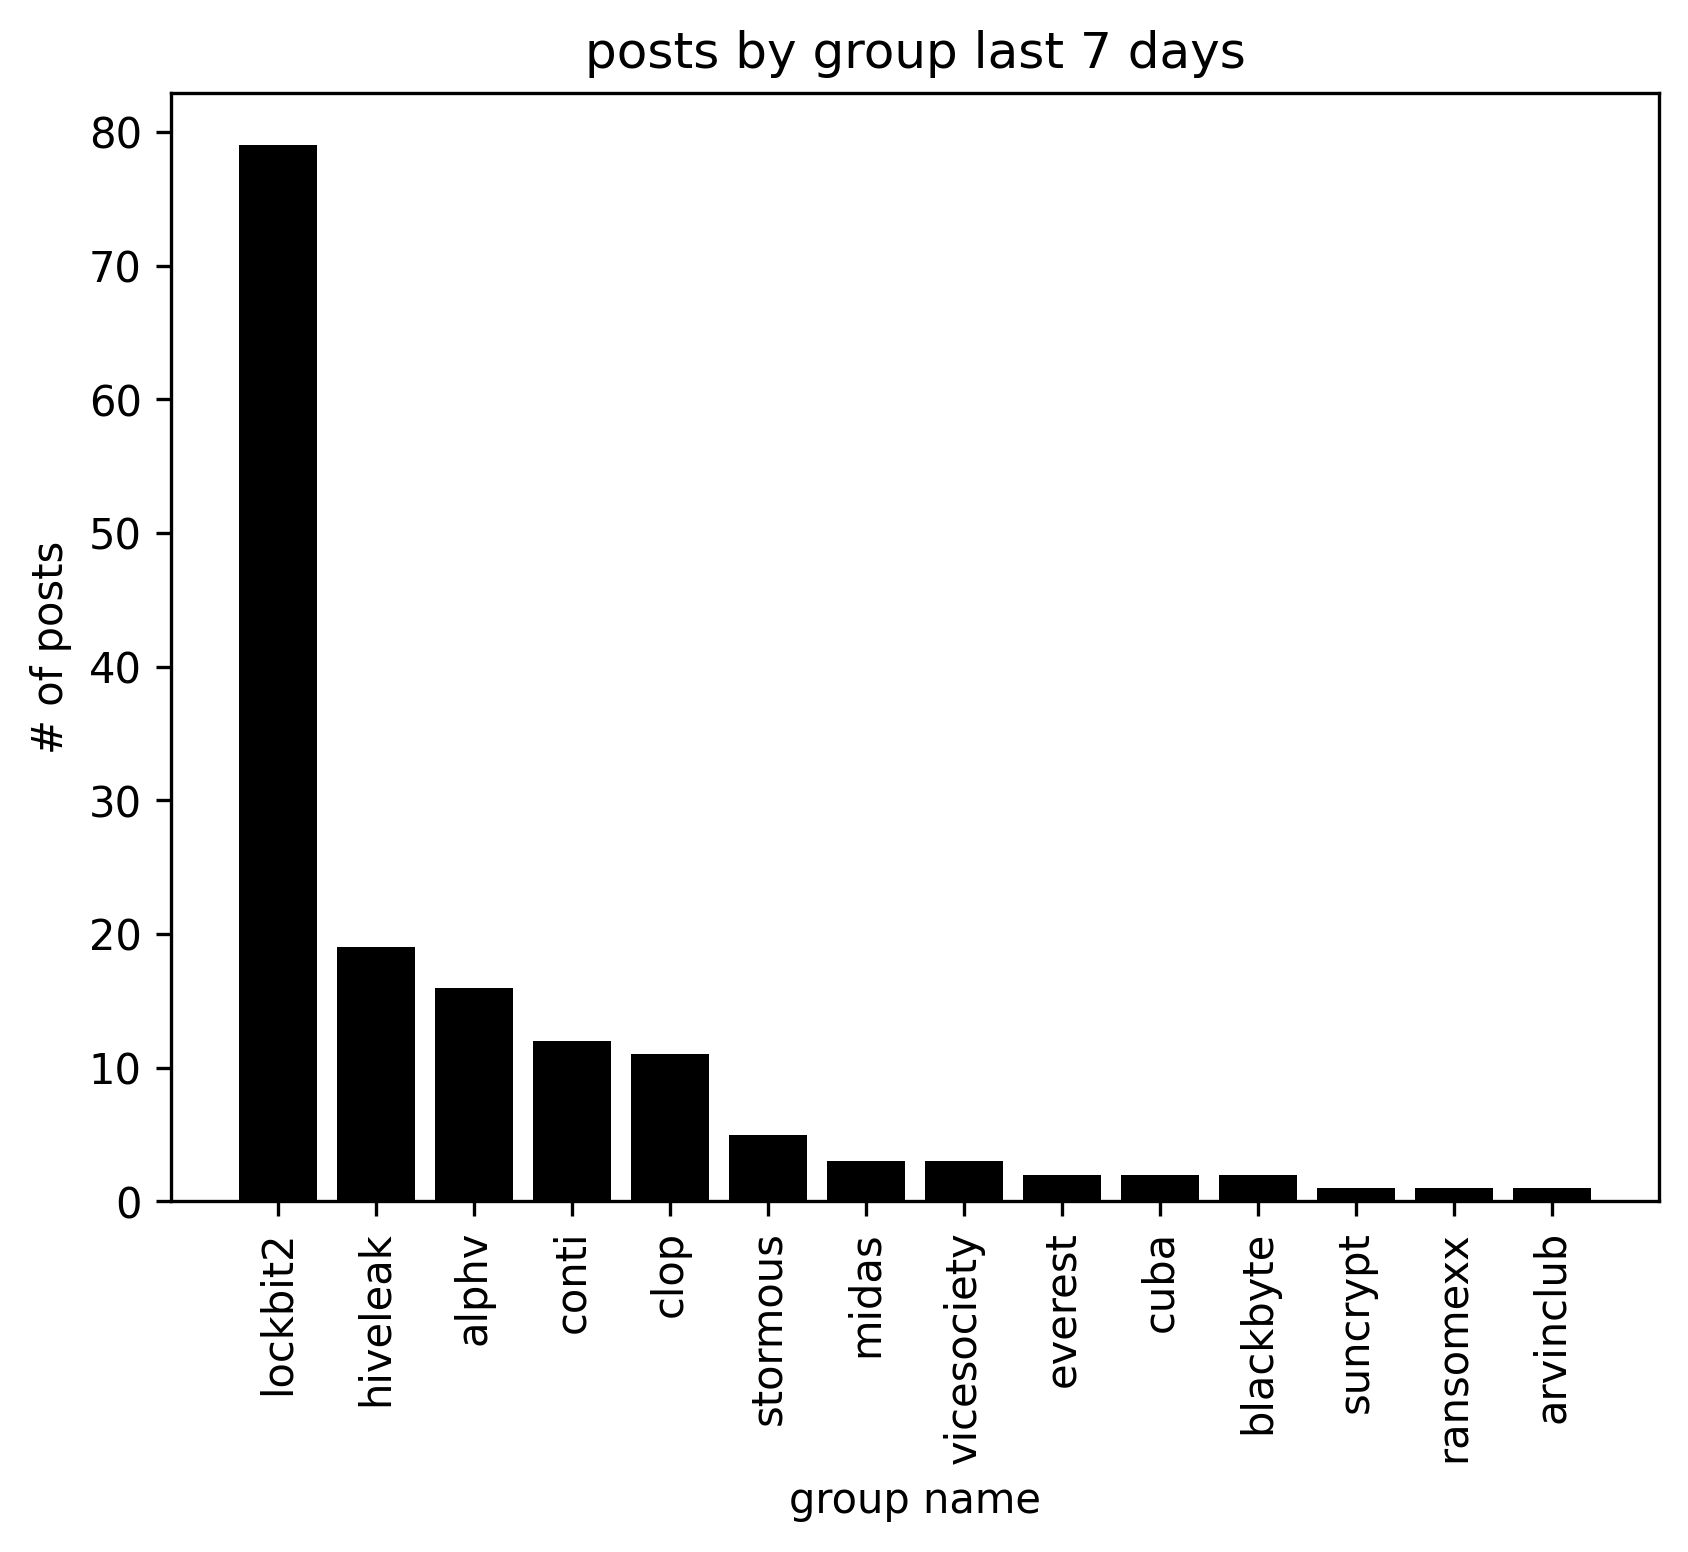 posts by group last 7 days
# of posts
80
70
60
50
40
30
20
10
0
lockbit2
hiveleak
alphv
conti
clop
stormous
midas
vicesociety
everest
cuba
blackbyte
suncrypt
ransomexx
arvinclub
group name